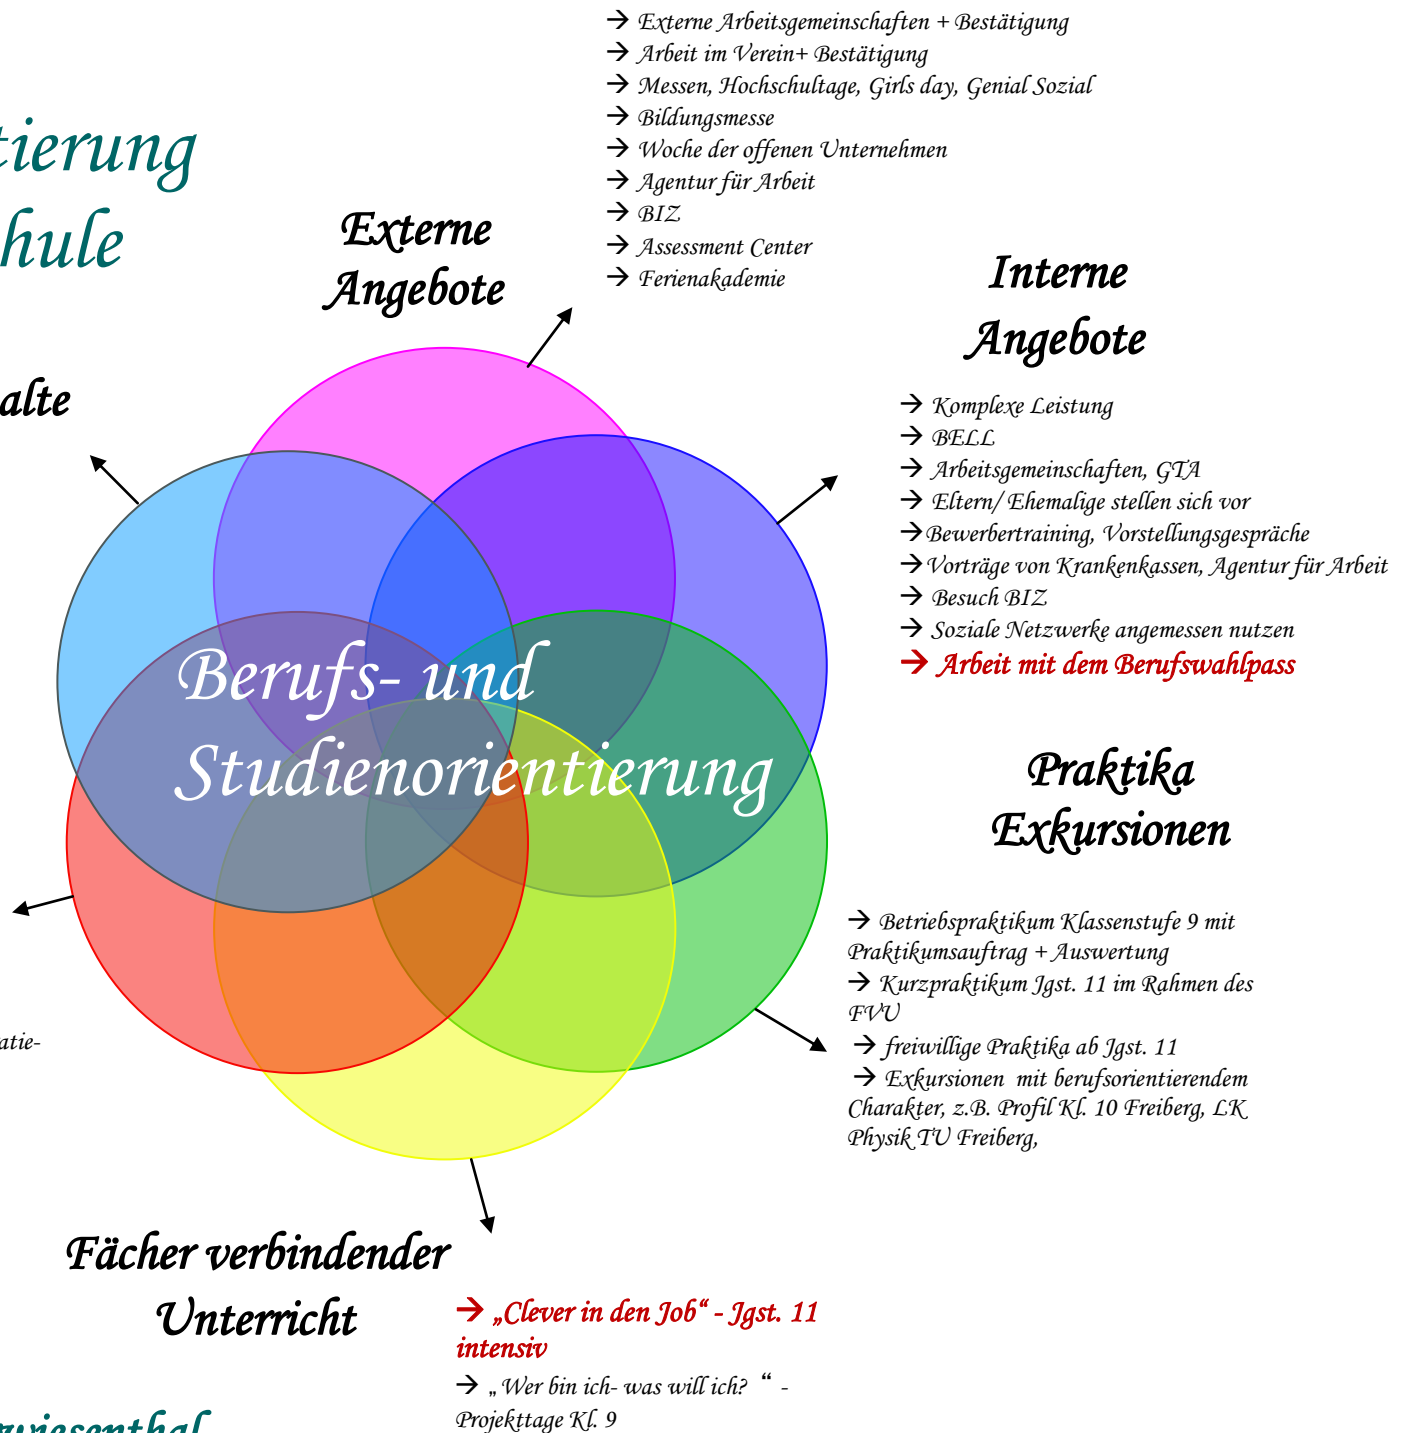 → Externe Arbeitsgemeinschaften + Bestätigung
→ Arbeit im Verein+ Bestätigung
→ Messen, Hochschultage, Girls day, Genial Sozial
→ Bildungsmesse
→ Woche der offenen Unternehmen
→ Agentur für Arbeit
→ BIZ
→ Assessment Center
→ Ferienakademie
tierung
hule
Externe
Angebote
Interne
Angebote
alte
→ Komplexe Leistung
→ BELL
→ Arbeitsgemeinschaften, GTA
→ Eltern/ Ehemalige stellen sich vor
→Bewerbertraining, Vorstellungsgespräche
→Vorträge von Krankenkassen, Agentur für Arbeit
→ Besuch BIZ
→ Soziale Netzwerke angemessen nutzen
→ Arbeit mit dem Berufswahlpass
Berufs- und
Studienorientierung
Praktika
Exkursionen
→ Betriebspraktikum Klassenstufe 9 mit
Praktikumsauftrag + Auswertung
→ Kurzpraktikum Jgst. 11 im Rahmen des
FVU
→ freiwillige Praktika ab Jgst. 11
→ Exkursionen mit berufsorientierendem
Charakter, z.B. Profil Kl. 10 Freiberg, LK
Physik TU Freiberg,
atie-
Fächer verbindender
Unterricht
→ „Clever in den Job“ - Jgst. 11
intensiv
→ „Wer bin ich- was will ich? “ -
Projekttage Kl. 9
wiesenthal